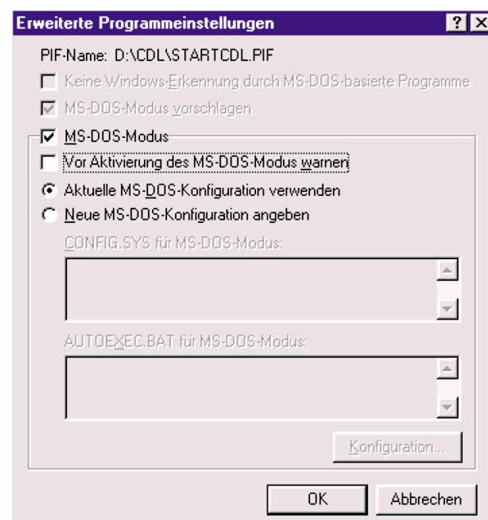 Erweiterte Programmeinstellungen
PIF-Name: D:\CDL\STARTCDL.PIF
Keine Windows-Erkennung durch MS-DOS-basierte Programme
MS-DOS-Modus vorschlagen
MS-DOS-Modus
Vor Aktivierung des MS-DOS-Modus warnen
Aktuelle MS-DOS-Konfiguration verwenden
Neue MS-DOS-Konfiguration angeben
CONFIG.SYS für MS-DOS-Modus:
AUTOEXEC.BAT für MS-DOS-Modus:
Konfiguration...
OK Abbrechen